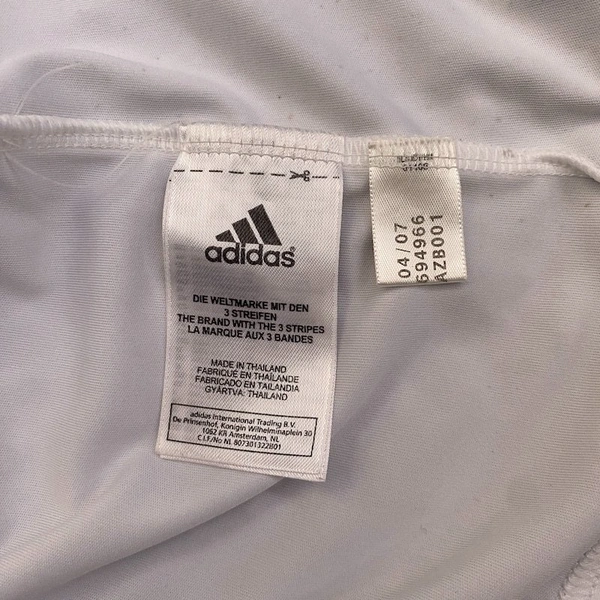 adidas®
DIE WELTMARKE MIT DEN
3 STREIFEN
THE BRAND WITH THE 3 STRIPES
LA MARQUE AUX 3 BANDES
MADE IN THAILAND
FABRIQUÉ EN THAÏLANDE
FABRICADO EN TAILANDIA
GYÁRTVA: THAILAND
adidas International Trading B.V.
De Prinsenhof, Konigin Wilhelminaplein 30
1062 KR Amsterdam, NL
C.I.F./No NL 807301322B01
04/07
694966
AZB001